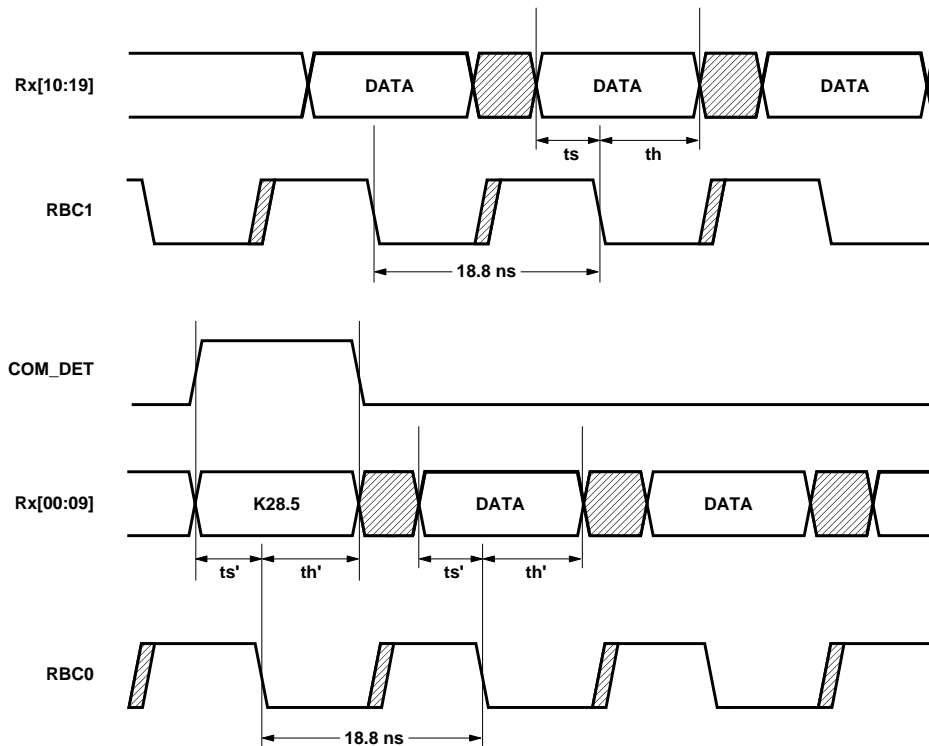 Rx[10:19]
DATA
DATA
DATA
ts
th
RBC1
18.8 ns
COM_DET
Rx[00:09]
K28.5
DATA
DATA
ts'
th'
ts'
th'
RBC0
18.8 ns